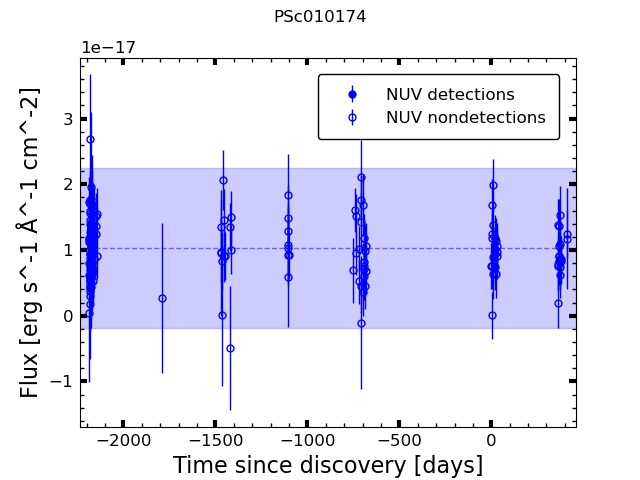 PSc010174
1e−17
NUV detections
NUV nondetections
3
2
1
0
−1
−2000
−1500
−1000
−500
0
Flux [erg s^-1 Å^-1 cm^-2]
Time since discovery [days]